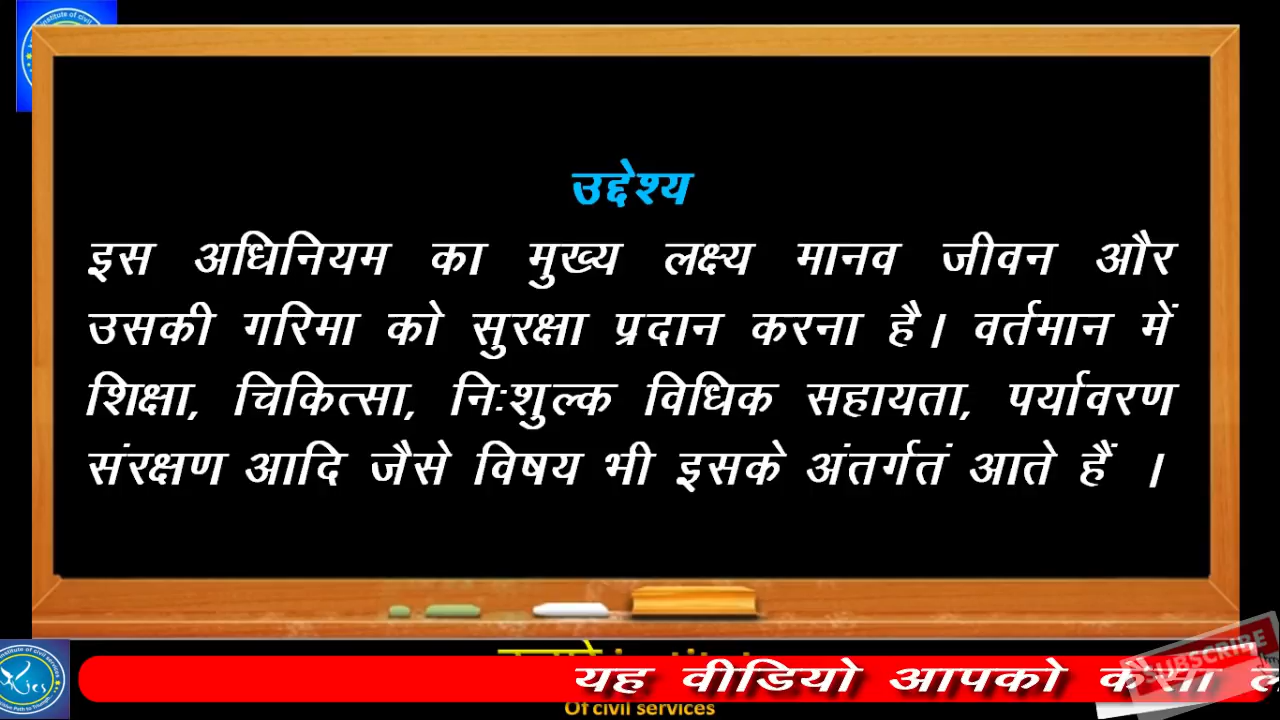 उद्देश्य
इस अधिनियम का मुख्य लक्ष्य मानव जीवन और
उसकी गरिमा को सुरक्षा प्रदान करना है। वर्तमान में
शिक्षा, चिकित्सा, निःशुल्क विधिक सहायता, पर्यावरण
संरक्षण आदि जैसे विषय भी इसके अंतर्गतं आते हैं ।
यह वीडियो आपको
SUBSCRIBE
Of civil services